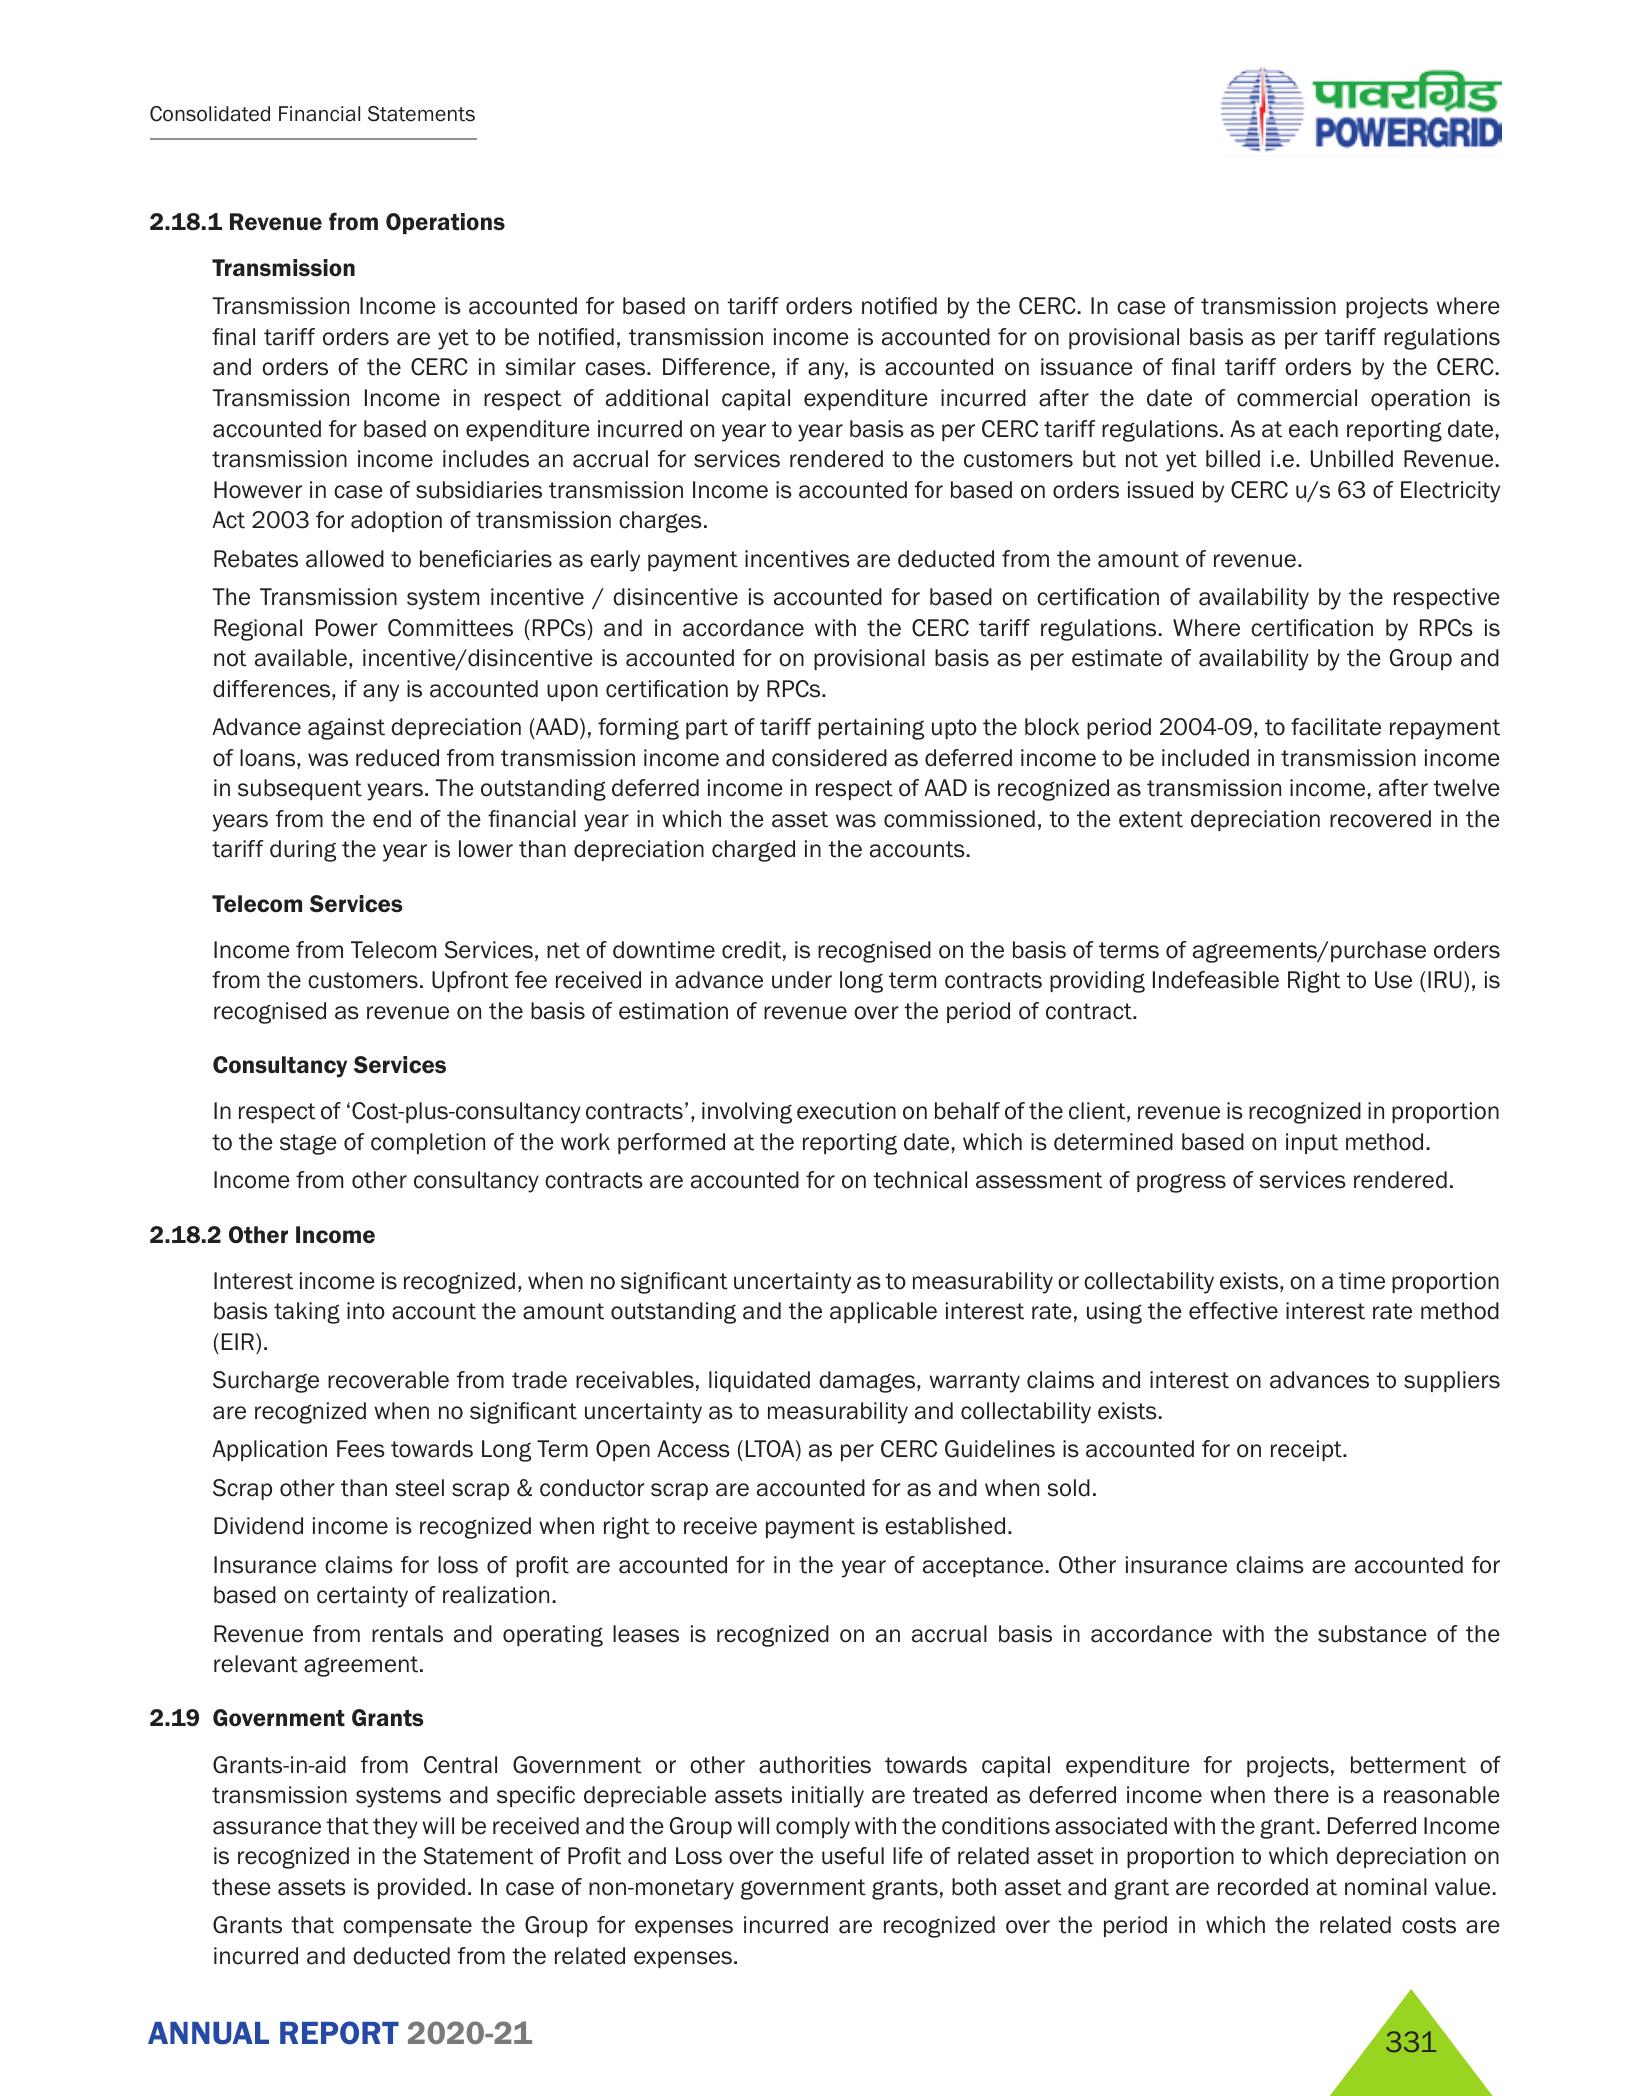 Consolidated Financial Statements
पावरग्रिड
POWERGRID
2.18.1 Revenue from Operations
Transmission
Transmission Income is accounted for based on tariff orders notified by the CERC. In case of transmission projects where
final tariff orders are yet to be notified, transmission income is accounted for on provisional basis as per tariff regulations
and orders of the CERC in similar cases. Difference, if any, is accounted on issuance of final tariff orders by the CERC.
Transmission Income in respect of additional capital expenditure incurred after the date of commercial operation is
accounted for based on expenditure incurred on year to year basis as per CERC tariff regulations. As at each reporting date,
transmission income includes an accrual for services rendered to the customers but not yet billed i.e. Unbilled Revenue.
However in case of subsidiaries transmission Income is accounted for based on orders issued by CERC u/s 63 of Electricity
Act 2003 for adoption of transmission charges.
Rebates allowed to beneficiaries as early payment incentives are deducted from the amount of revenue.
The Transmission system incentive / disincentive is accounted for based on certification of availability by the respective
Regional Power Committees (RPCs) and in accordance with the CERC tariff regulations. Where certification by RPCs is
not available, incentive/disincentive is accounted for on provisional basis as per estimate of availability by the Group and
differences, if any is accounted upon certification by RPCs.
Advance against depreciation (AAD), forming part of tariff pertaining upto the block period 2004-09, to facilitate repayment
of loans, was reduced from transmission income and considered as deferred income to be included in transmission income
in subsequent years. The outstanding deferred income in respect of AAD is recognized as transmission income, after twelve
years from the end of the financial year in which the asset was commissioned, to the extent depreciation recovered in the
tariff during the year is lower than depreciation charged in the accounts.
Telecom Services
Income from Telecom Services, net of downtime credit, is recognised on the basis of terms of agreements/purchase orders
from the customers. Upfront fee received in advance under long term contracts providing Indefeasible Right to Use (IRU), is
recognised as revenue on the basis of estimation of revenue over the period of contract.
Consultancy Services
In respect of ‘Cost-plus-consultancy contracts’, involving execution on behalf of the client, revenue is recognized in proportion
to the stage of completion of the work performed at the reporting date, which is determined based on input method.
Income from other consultancy contracts are accounted for on technical assessment of progress of services rendered.
2.18.2 Other Income
Interest income is recognized, when no significant uncertainty as to measurability or collectability exists, on a time proportion
basis taking into account the amount outstanding and the applicable interest rate, using the effective interest rate method
(EIR).
Surcharge recoverable from trade receivables, liquidated damages, warranty claims and interest on advances to suppliers
are recognized when no significant uncertainty as to measurability and collectability exists.
Application Fees towards Long Term Open Access (LTOA) as per CERC Guidelines is accounted for on receipt.
Scrap other than steel scrap & conductor scrap are accounted for as and when sold.
Dividend income is recognized when right to receive payment is established.
Insurance claims for loss of profit are accounted for in the year of acceptance. Other insurance claims are accounted for
based on certainty of realization.
Revenue from rentals and operating leases is recognized on an accrual basis in accordance with the substance of the
relevant agreement.
2.19 Government Grants
Grants-in-aid from Central Government or other authorities towards capital expenditure for projects, betterment of
transmission systems and specific depreciable assets initially are treated as deferred income when there is a reasonable
assurance that they will be received and the Group will comply with the conditions associated with the grant. Deferred Income
is recognized in the Statement of Profit and Loss over the useful life of related asset in proportion to which depreciation on
these assets is provided. In case of non-monetary government grants, both asset and grant are recorded at nominal value.
Grants that compensate the Group for expenses incurred are recognized over the period in which the related costs are
incurred and deducted from the related expenses.
ANNUAL REPORT 2020-21
331